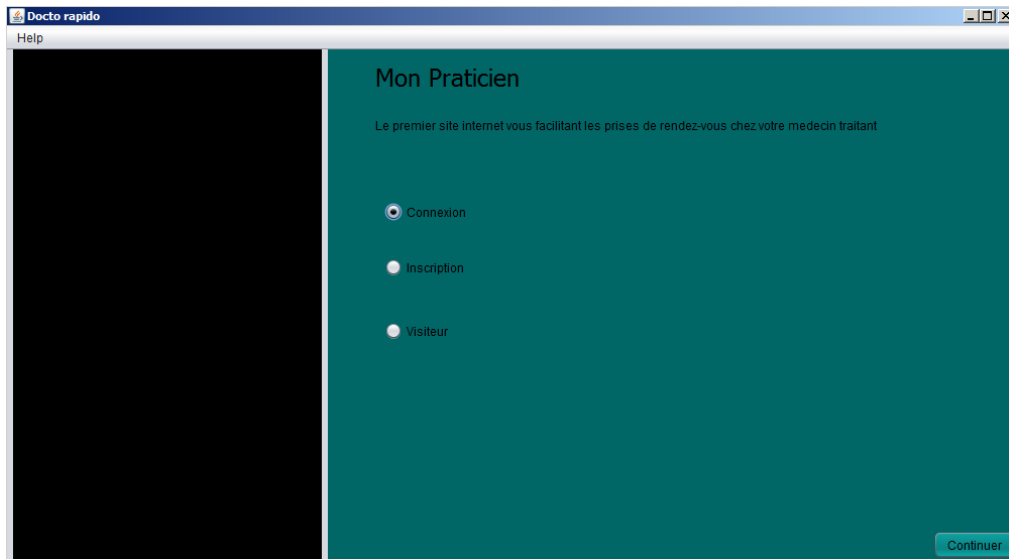 Docto rapido
Help
Mon Praticien
Le premier site internet vous facilitant les prises de rendez-vous chez votre medecin traitant
Connexion
Inscription
Visiteur
Continuer